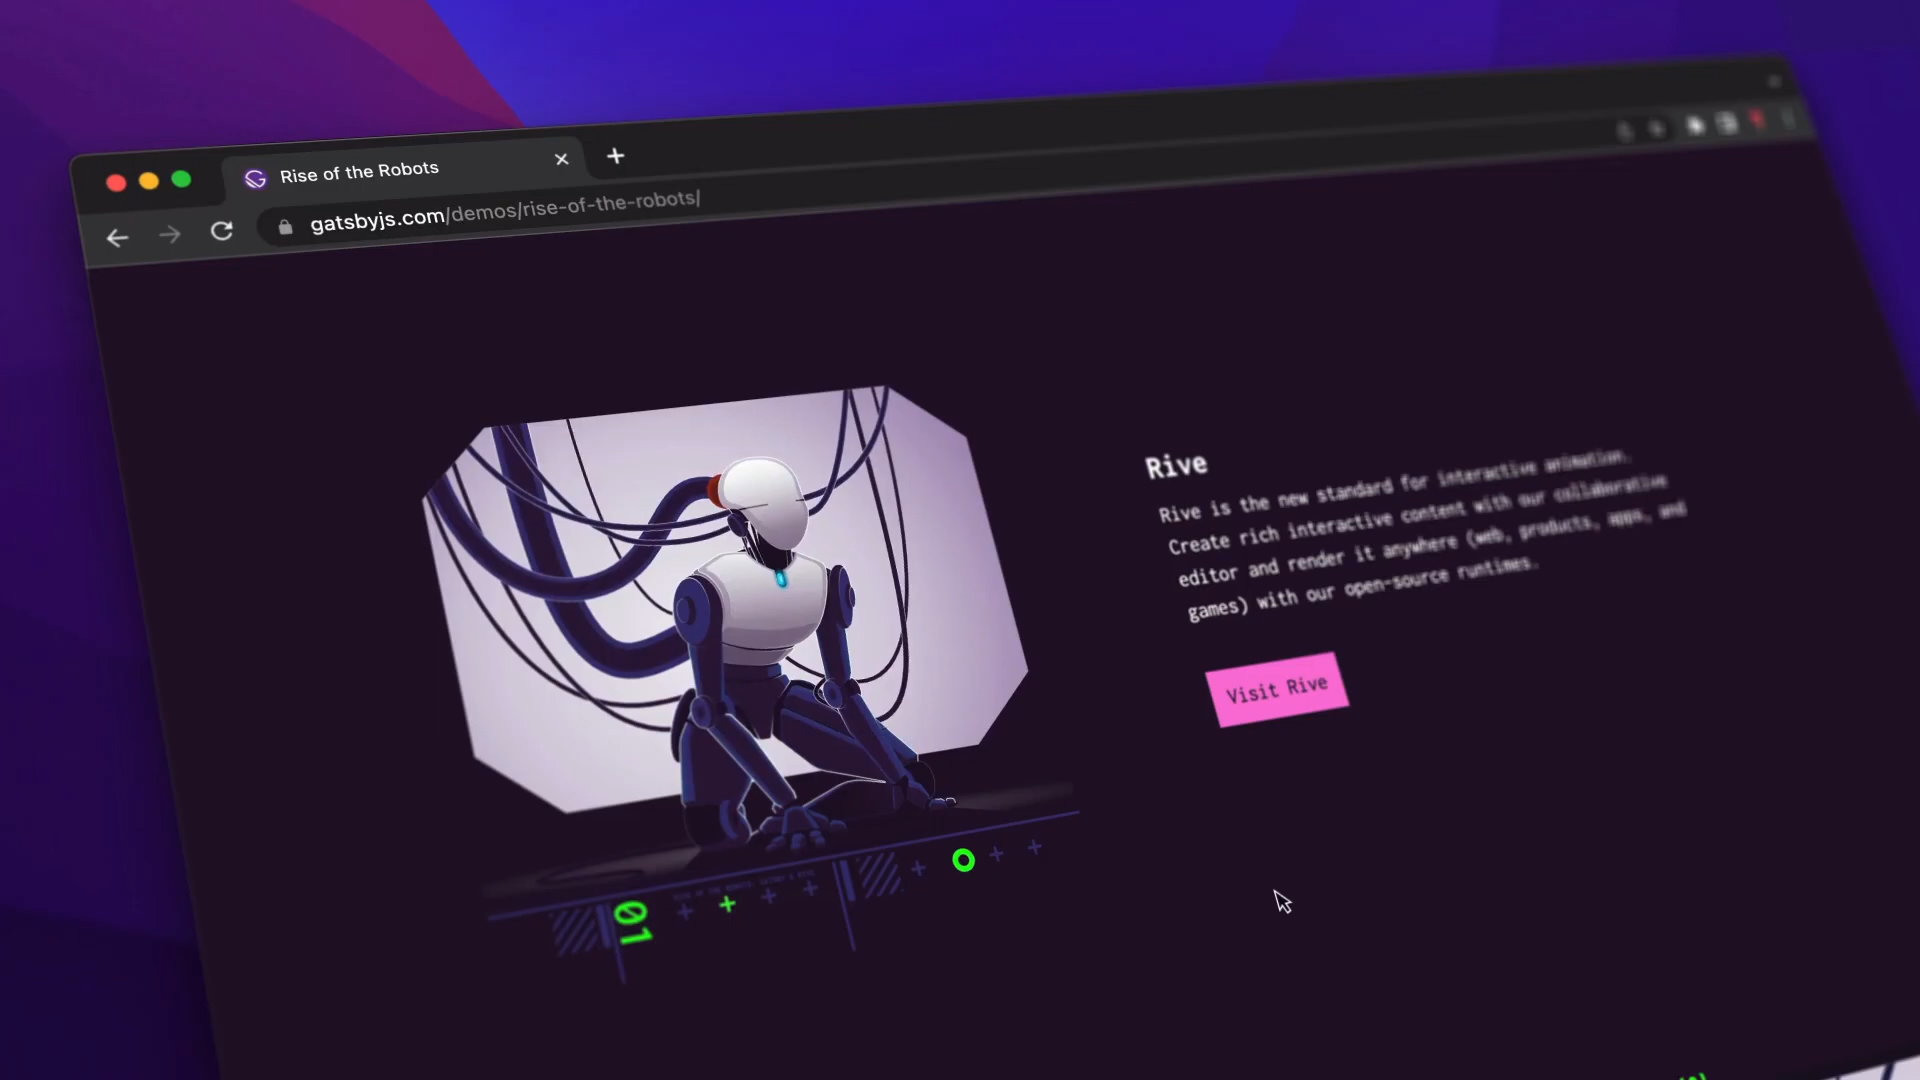 Rise of the Robots
gatsbyjs.com/demos/rise-of-the-robots/
Rive
Rive is the new standard for interactive animation.
Create rich interactive content with our collaborative
editor and render it anywhere (web, products, apps, and
games) with our open-source runtimes.
Visit Rive
01